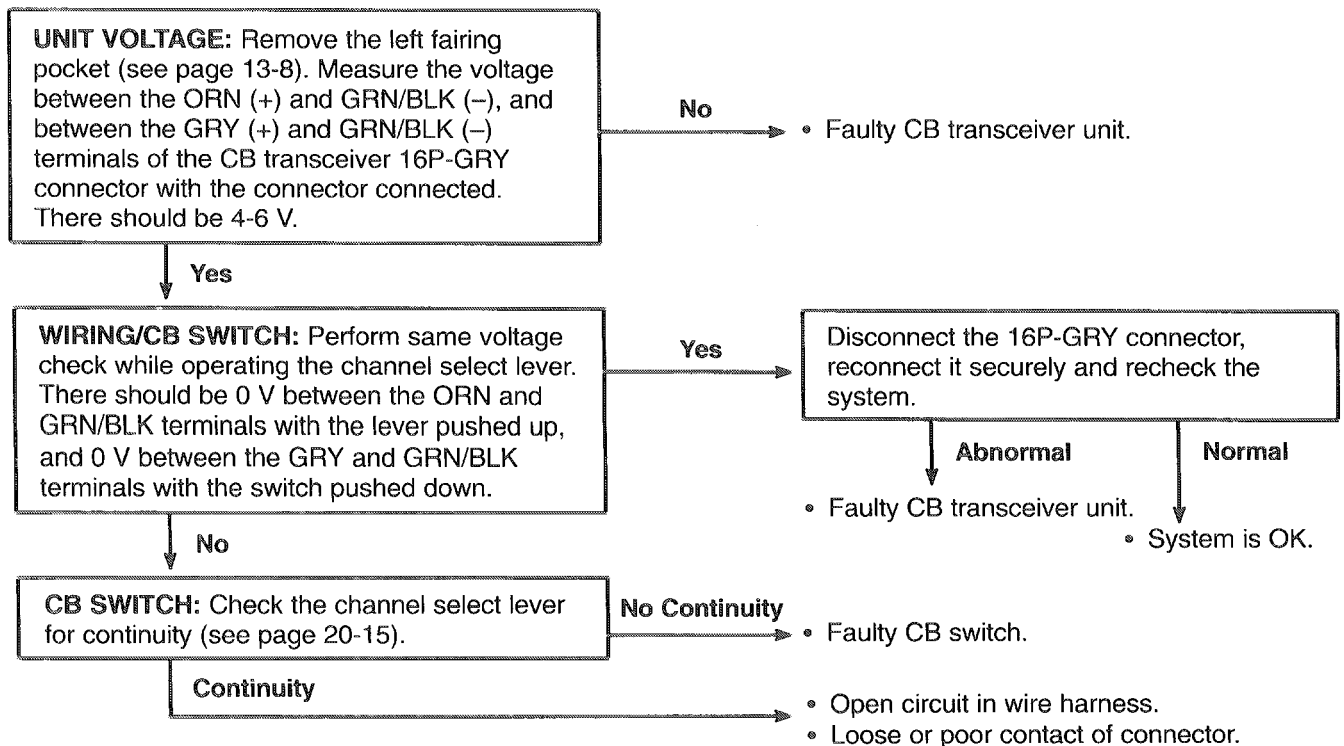 UNIT VOLTAGE: Remove the left fairing
pocket (see page 13-8). Measure the voltage
between the ORN (+) and GRN/BLK (–), and
between the GRY (+) and GRN/BLK (–)
terminals of the CB transceiver 16P-GRY
connector with the connector connected.
There should be 4-6 V.
No
• Faulty CB transceiver unit.
Yes
WIRING/CB SWITCH: Perform same voltage
check while operating the channel select lever.
There should be 0 V between the ORN and
GRN/BLK terminals with the lever pushed up,
and 0 V between the GRY and GRN/BLK
terminals with the switch pushed down.
Yes
Disconnect the 16P-GRY connector,
reconnect it securely and recheck the
system.
Abnormal
Normal
• Faulty CB transceiver unit.
• System is OK.
No
CB SWITCH: Check the channel select lever
for continuity (see page 20-15).
No Continuity
• Faulty CB switch.
Continuity
• Open circuit in wire harness.
• Loose or poor contact of connector.